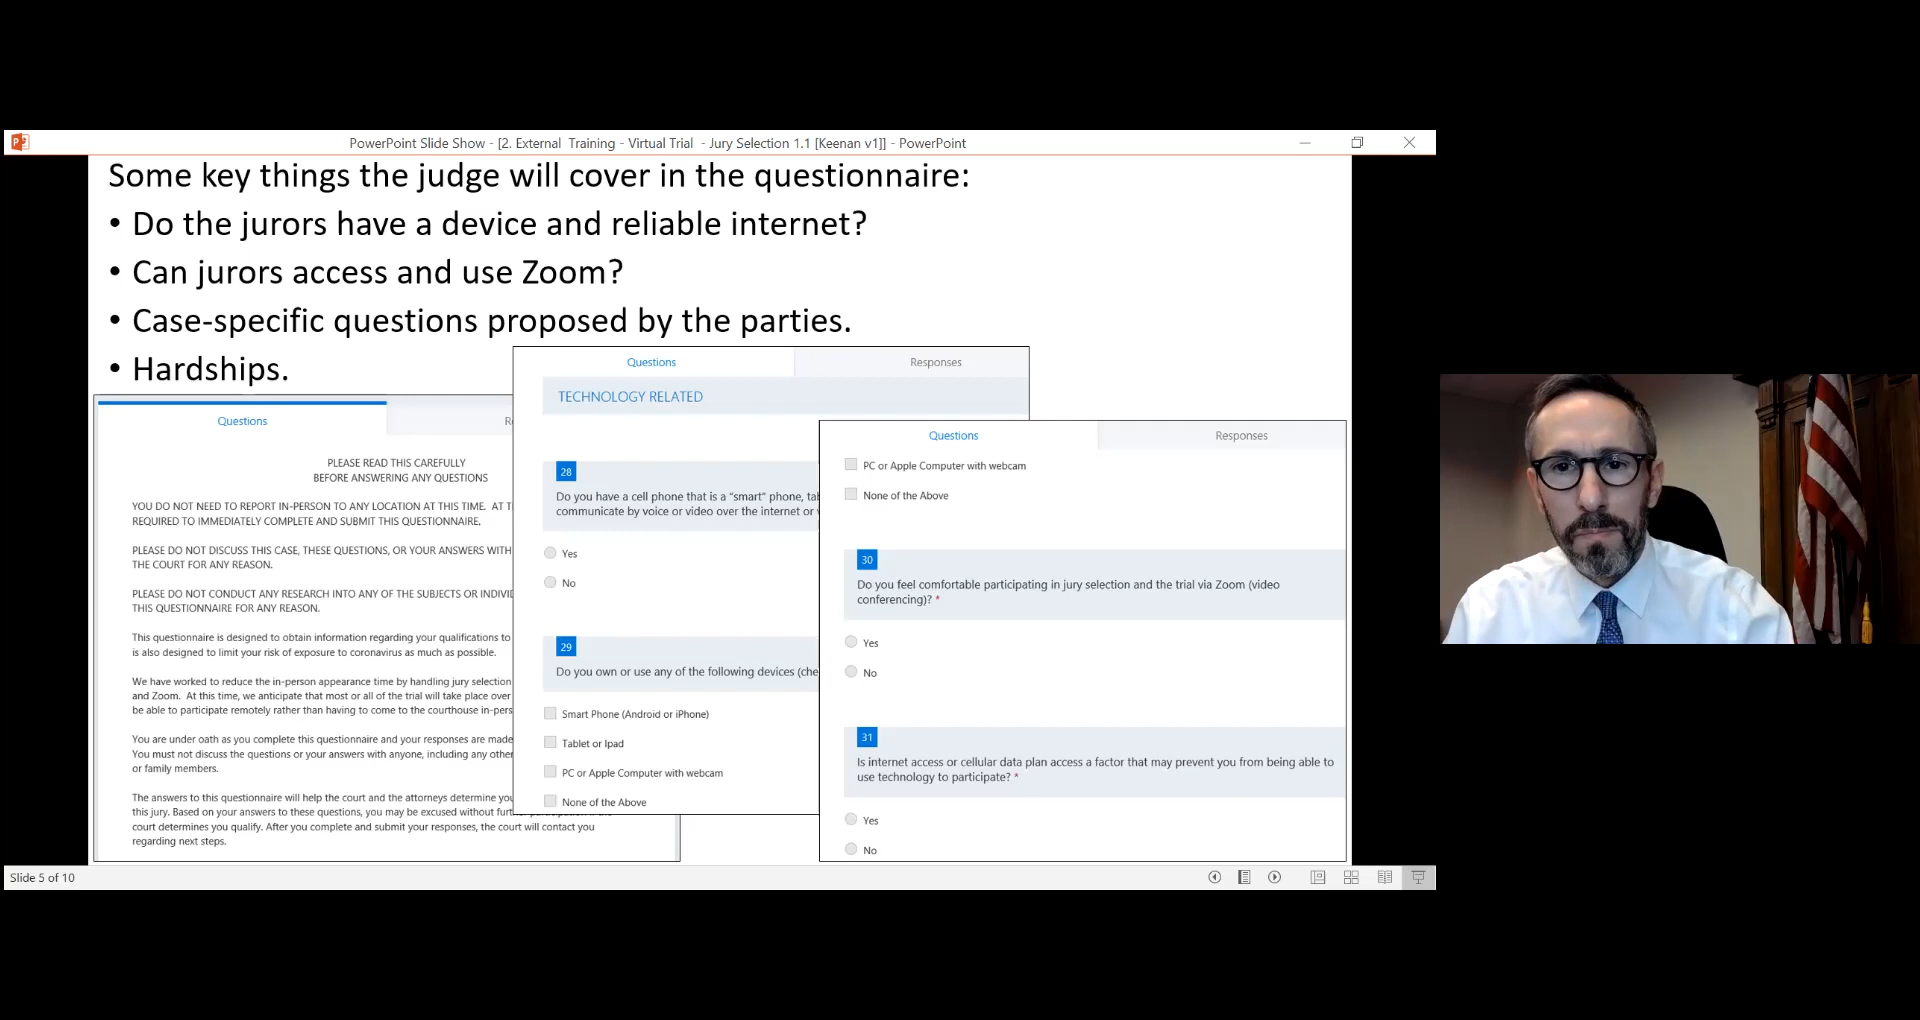 PowerPoint Slide Show - [2. External Training - Virtual Trial - Jury Selection 1.1 [Keenan v1]] - PowerPoint
Some key things the judge will cover in the questionnaire:
• Do the jurors have a device and reliable internet?
• Can jurors access and use Zoom?
• Case-specific questions proposed by the parties.
• Hardships.
Questions
PLEASE READ THIS CAREFULLY
BEFORE ANSWERING ANY QUESTIONS
YOU DO NOT NEED TO REPORT IN-PERSON TO ANY LOCATION AT THIS TIME. AT T
REQUIRED TO IMMEDIATELY COMPLETE AND SUBMIT THIS QUESTIONNAIRE.
PLEASE DO NOT DISCUSS THIS CASE, THESE QUESTIONS, OR YOUR ANSWERS WITH
THE COURT FOR ANY REASON.
PLEASE DO NOT CONDUCT ANY RESEARCH INTO ANY OF THE SUBJECTS OR INDIVI
THIS QUESTIONNAIRE FOR ANY REASON.
This questionnaire is designed to obtain information regarding your qualifications to
is also designed to limit your risk of exposure to coronavirus as much as possible.
We have worked to reduce the in-person appearance time by handling jury selection
and Zoom. At this time, we anticipate that most or all of the trial will take place over
be able to participate remotely rather than having to come to the courthouse in-pers
You are under oath as you complete this questionnaire and your responses are made
You must not discuss the questions or your answers with anyone, including any other
or family members.
The answers to this questionnaire will help the court and the attorneys determine you
this jury. Based on your answers to these questions, you may be excused without
court determines you qualify. After you complete and submit your responses, the court will contact you
regarding next steps.
Questions Responses
TECHNOLOGY RELATED
28
Do you have a cell phone that is a "smart" phone, tab
communicate by voice or video over the internet or
Yes
No
29
Do you own or use any of the following devices (che
Smart Phone (Android or iPhone)
Tablet or Ipad
PC or Apple Computer with webcam
None of the Above
Questions Responses
PC or Apple Computer with webcam
None of the Above
30
Do you feel comfortable participating in jury selection and the trial via Zoom (video
conferencing)? *
Yes
No
31
Is internet access or cellular data plan access a factor that may prevent you from being able to
use technology to participate? *
Yes
No
Slide 5 of 10